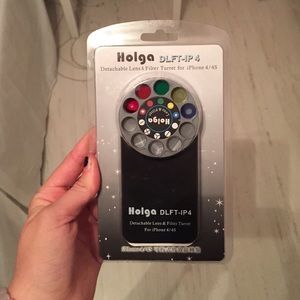 Holga DLFT-IP4
Detachable Lens & Filter Turret for iPhone 4/4S
Holga
Holga DLFT-IP4
Detachable Lens & Filter Turret
For iPhone 4/4S